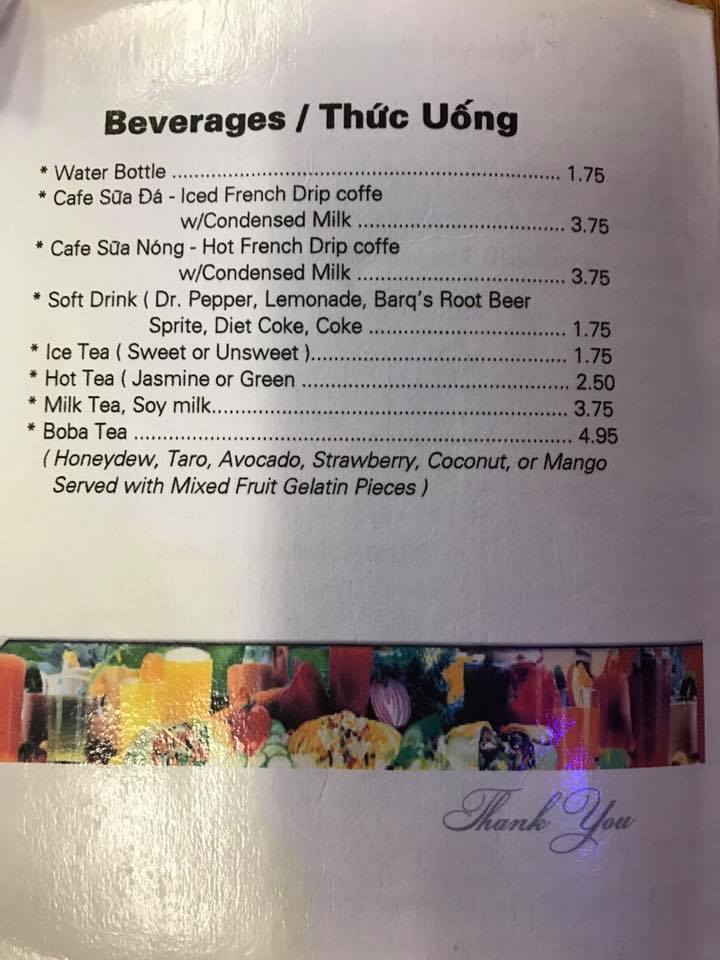 Beverages / Thức Uống
* Water Bottle ........................................................................ 1.75
* Cafe Sữa Đá - Iced French Drip coffe
w/Condensed Milk ..................................... 3.75
* Cafe Sữa Nóng - Hot French Drip coffe
w/Condensed Milk ..................................... 3.75
* Soft Drink ( Dr. Pepper, Lemonade, Barq's Root Beer
Sprite, Diet Coke, Coke ................................... 1.75
* Ice Tea ( Sweet or Unsweet )............................................. 1.75
* Hot Tea ( Jasmine or Green ............................................... 2.50
* Milk Tea, Soy milk............................................................... 3.75
* Boba Tea ............................................................................ 4.95
( Honeydew, Taro, Avocado, Strawberry, Coconut, or Mango
Served with Mixed Fruit Gelatin Pieces )
Thank You